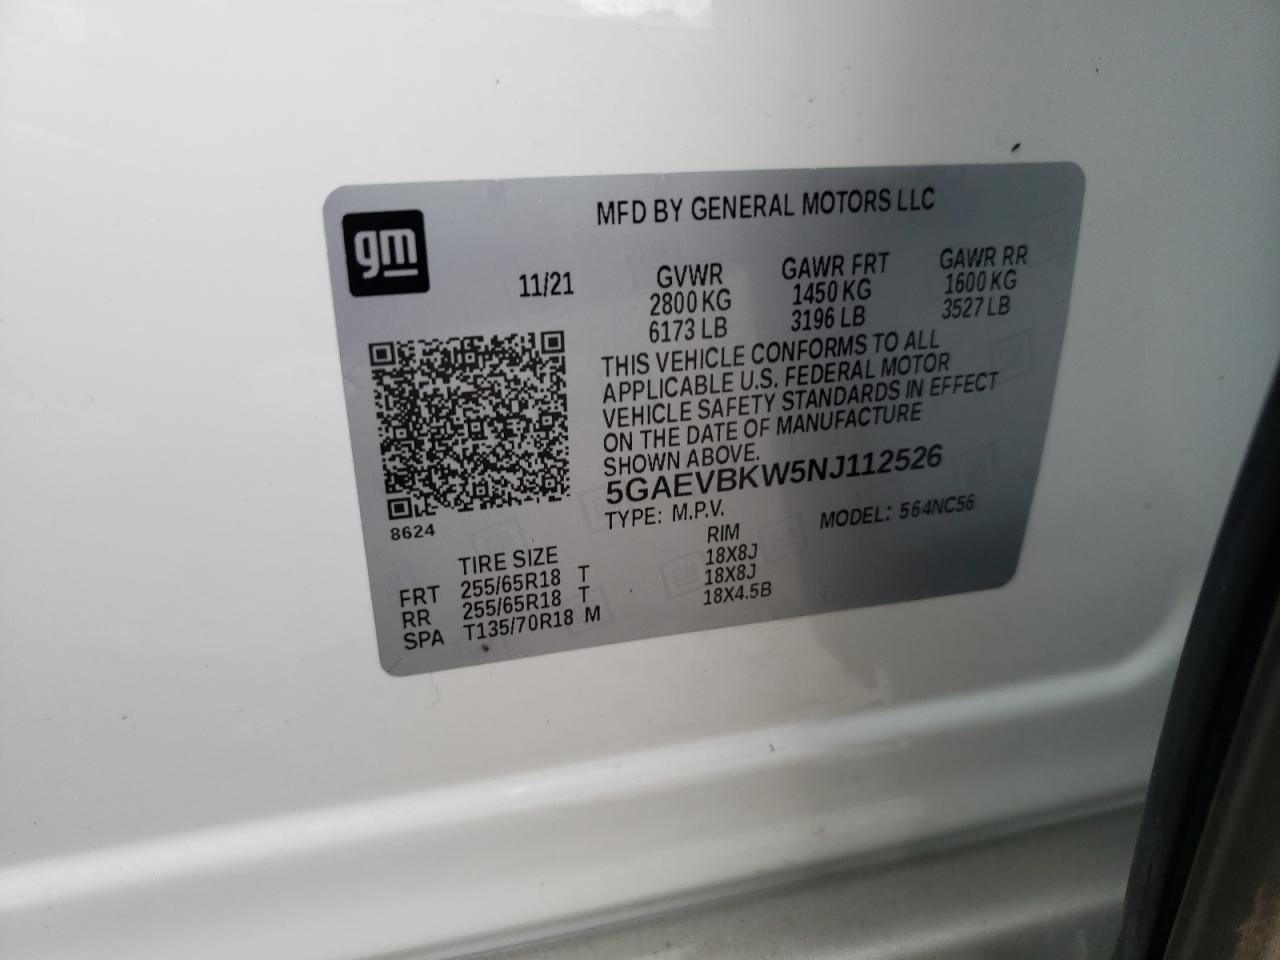 MFD BY GENERAL MOTORS LLC
gm
11/21
GVWR
2800 KG
6173 LB
GAWR FRT
1450 KG
3196 LB
GAWR RR
1600 KG
3527 LB
THIS VEHICLE CONFORMS TO ALL
APPLICABLE U.S. FEDERAL MOTOR
VEHICLE SAFETY STANDARDS IN EFFECT
ON THE DATE OF MANUFACTURE
SHOWN ABOVE.
5GAEVBKW5NJ112526
TYPE: M.P.V. MODEL: 564NC56
8624
TIRE SIZE RIM
FRT 255/65R18 T 18X8J
RR 255/65R18 T 18X8J
SPA T135/70R18 M 18X4.5B